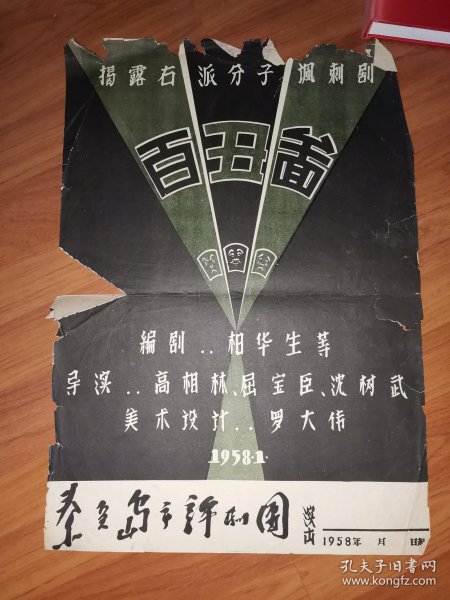 揭露右派分子讽刺剧
百丑图
编剧..相华生等
导演..高相林、屈宝臣、沈树武
美术设计..罗大伟
1958.1.
秦皇岛市评剧团 演出
1958年 月 日
孔夫子旧书网
www.kongfz.com